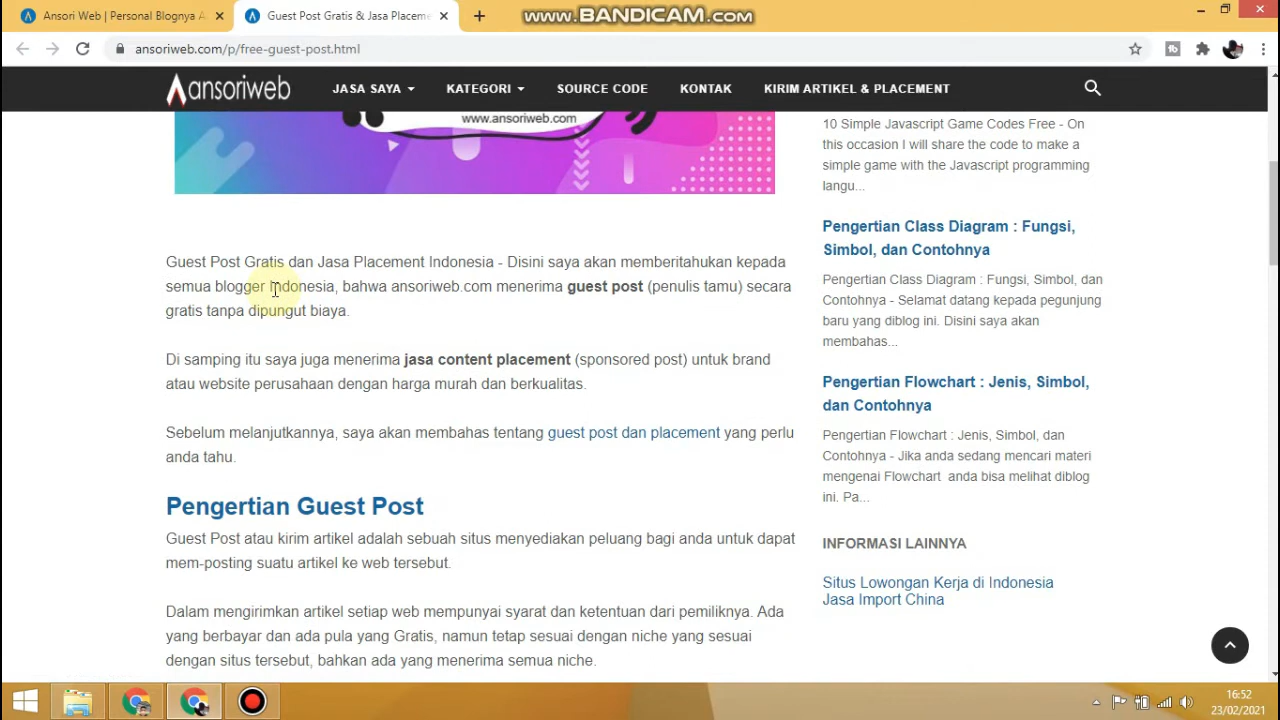 Ansori Web | Personal Blognya A
Guest Post Gratis & Jasa Placeme
www.BANDICAM.com
ansoriweb.com/p/free-guest-post.html
ansoriweb
JASA SAYA
KATEGORI
SOURCE CODE
KONTAK
KIRIM ARTIKEL & PLACEMENT
www.ansoriweb.com
Guest Post Gratis dan Jasa Placement Indonesia - Disini saya akan memberitahukan kepada
semua blogger Indonesia, bahwa ansoriweb.com menerima guest post (penulis tamu) secara
gratis tanpa dipungut biaya.
Di samping itu saya juga menerima jasa content placement (sponsored post) untuk brand
atau website perusahaan dengan harga murah dan berkualitas.
Sebelum melanjutkannya, saya akan membahas tentang guest post dan placement yang perlu
anda tahu.
Pengertian Guest Post
Guest Post atau kirim artikel adalah sebuah situs menyediakan peluang bagi anda untuk dapat
mem-posting suatu artikel ke web tersebut.
Dalam mengirimkan artikel setiap web mempunyai syarat dan ketentuan dari pemiliknya. Ada
yang berbayar dan ada pula yang Gratis, namun tetap sesuai dengan niche yang sesuai
dengan situs tersebut, bahkan ada yang menerima semua niche.
10 Simple Javascript Game Codes Free - On
this occasion I will share the code to make a
simple game with the Javascript programming
langu...
Pengertian Class Diagram : Fungsi,
Simbol, dan Contohnya
Pengertian Class Diagram : Fungsi, Simbol, dan
Contohnya - Selamat datang kepada pegunjung
baru yang diblog ini. Disini saya akan
membahas...
Pengertian Flowchart : Jenis, Simbol,
dan Contohnya
Pengertian Flowchart : Jenis, Simbol, dan
Contohnya - Jika anda sedang mencari materi
mengenai Flowchart anda bisa melihat diblog
ini. Pa...
INFORMASI LAINNYA
Situs Lowongan Kerja di Indonesia
Jasa Import China
16:52
23/02/2021